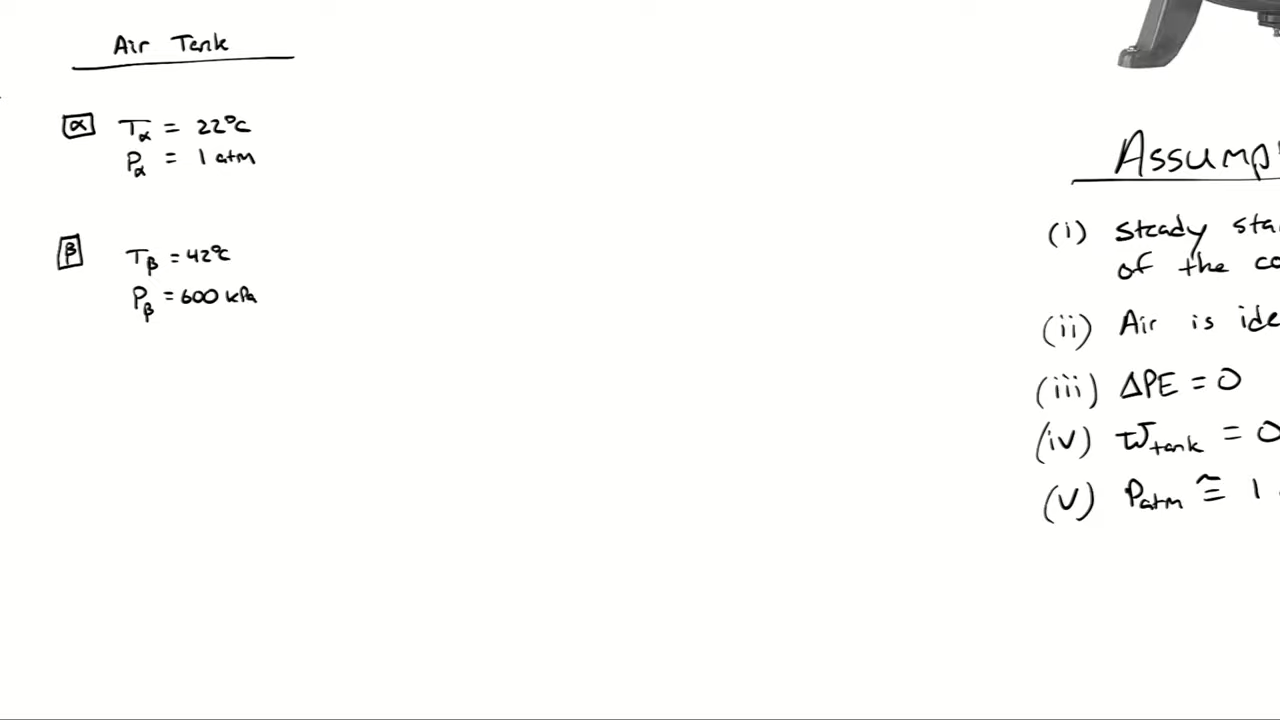 Air Tank
α Tα = 22°C
Pα = 1 atm
β Tβ = 42°C
Pβ = 600 kPa
Assump
(i) steady sta
of the co
(ii) Air is ide
(iii) ΔPE = 0
(iv) Wtank = 0
(v) Patm ≅ 1